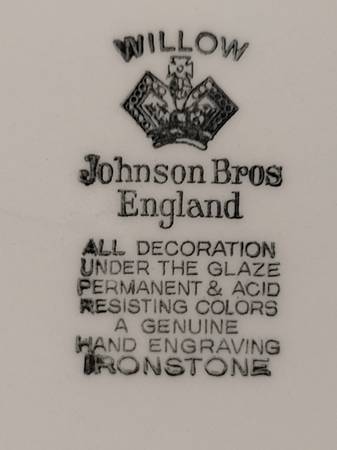 WILLOW
Johnson Bros
England
ALL DECORATION
UNDER THE GLAZE
PERMANENT & ACID
RESISTING COLORS
A GENUINE
HAND ENGRAVING
IRONSTONE